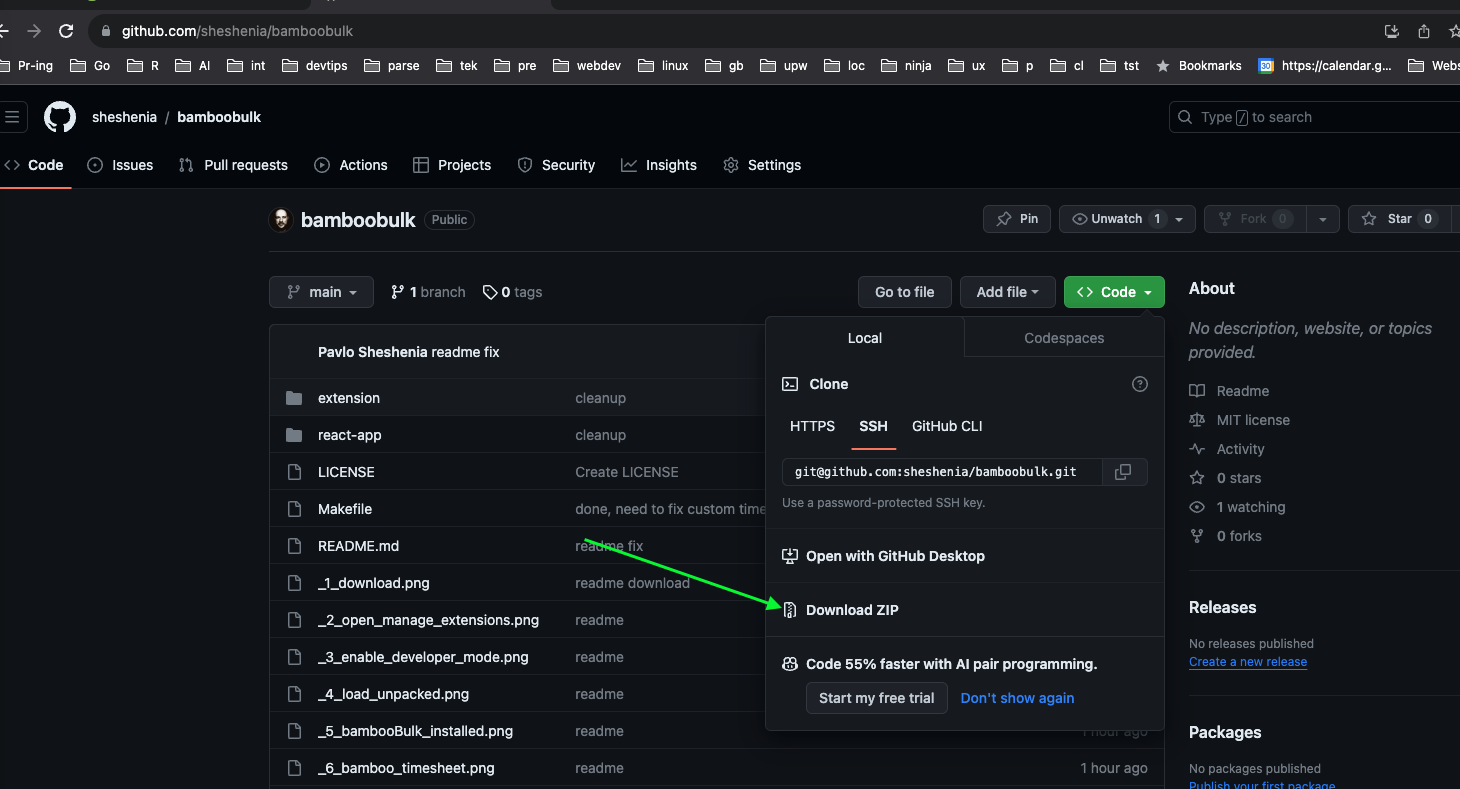 github.com/sheshenia/bamboobulk
Pr-ing Go R AI int devtips parse tek pre webdev linux gb upw loc ninja ux p cl tst Bookmarks 30 https://calendar.g... Webs
sheshenia / bamboobulk
Type / to search
Code Issues Pull requests Actions Projects Security Insights Settings
bamboobulk Public
Pin Unwatch 1 Fork 0 Star 0
main 1 branch 0 tags
Go to file Add file Code
Local Codespaces
Pavlo Sheshenia readme fix
extension cleanup
react-app cleanup
LICENSE Create LICENSE
Makefile done, need to fix custom time
README.md readme fix
_1_download.png readme download
_2_open_manage_extensions.png readme
_3_enable_developer_mode.png readme
_4_load_unpacked.png readme
_5_bambooBulk_installed.png readme 1 hour ago
_6_bamboo_timesheet.png readme 1 hour ago
Clone
HTTPS SSH GitHub CLI
git@github.com:sheshenia/bamboobulk.git
Use a password-protected SSH key.
Open with GitHub Desktop
Download ZIP
Code 55% faster with AI pair programming.
Start my free trial Don't show again
About
No description, website, or topics
provided.
Readme
MIT license
Activity
0 stars
1 watching
0 forks
Releases
No releases published
Create a new release
Packages
No packages published
Publish your first package